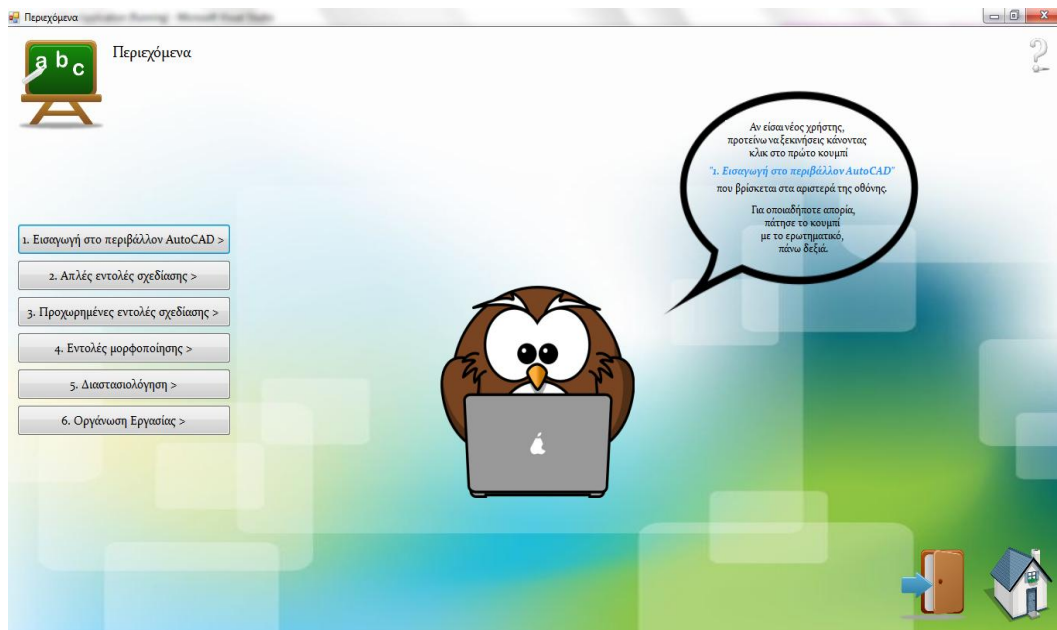 Περιεχόμενα
Περιεχόμενα
a b c
Αν είσαι νέος χρήστης,
προτείνω να ξεκινήσεις κάνοντας
κλικ στο πρώτο κουμπί
"1. Εισαγωγή στο περιβάλλον AutoCAD"
που βρίσκεται στα αριστερά της οθόνης.
Για οποιαδήποτε απορία,
πάτησε το κουμπί
με το ερωτηματικό,
πάνω δεξιά.
1. Εισαγωγή στο περιβάλλον AutoCAD >
2. Απλές εντολές σχεδίασης >
3. Προχωρημένες εντολές σχεδίασης >
4. Εντολές μορφοποίησης >
5. Διαστασιολόγηση >
6. Οργάνωση Εργασίας >